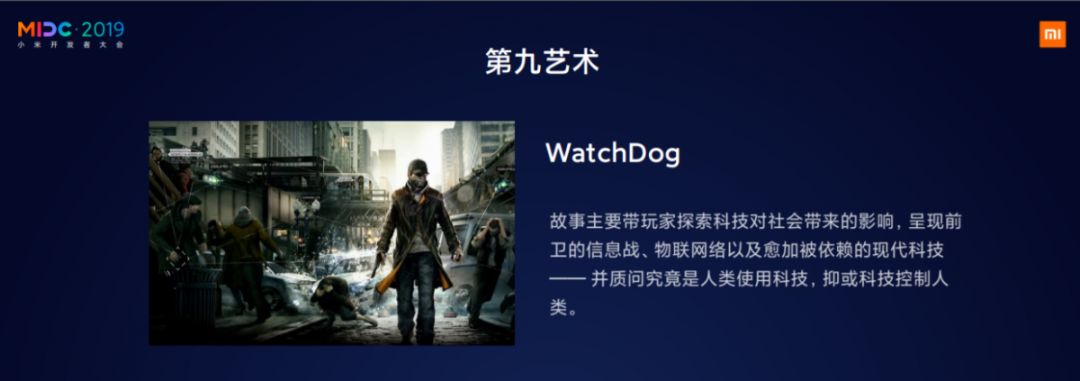 MIDC·2019
小米开发者大会
mi
第九艺术
WatchDog
故事主要带玩家探索科技对社会带来的影响，呈现前
卫的信息战、物联网络以及愈加被依赖的现代科技
—— 并质问究竟是人类使用科技，抑或科技控制人
类。